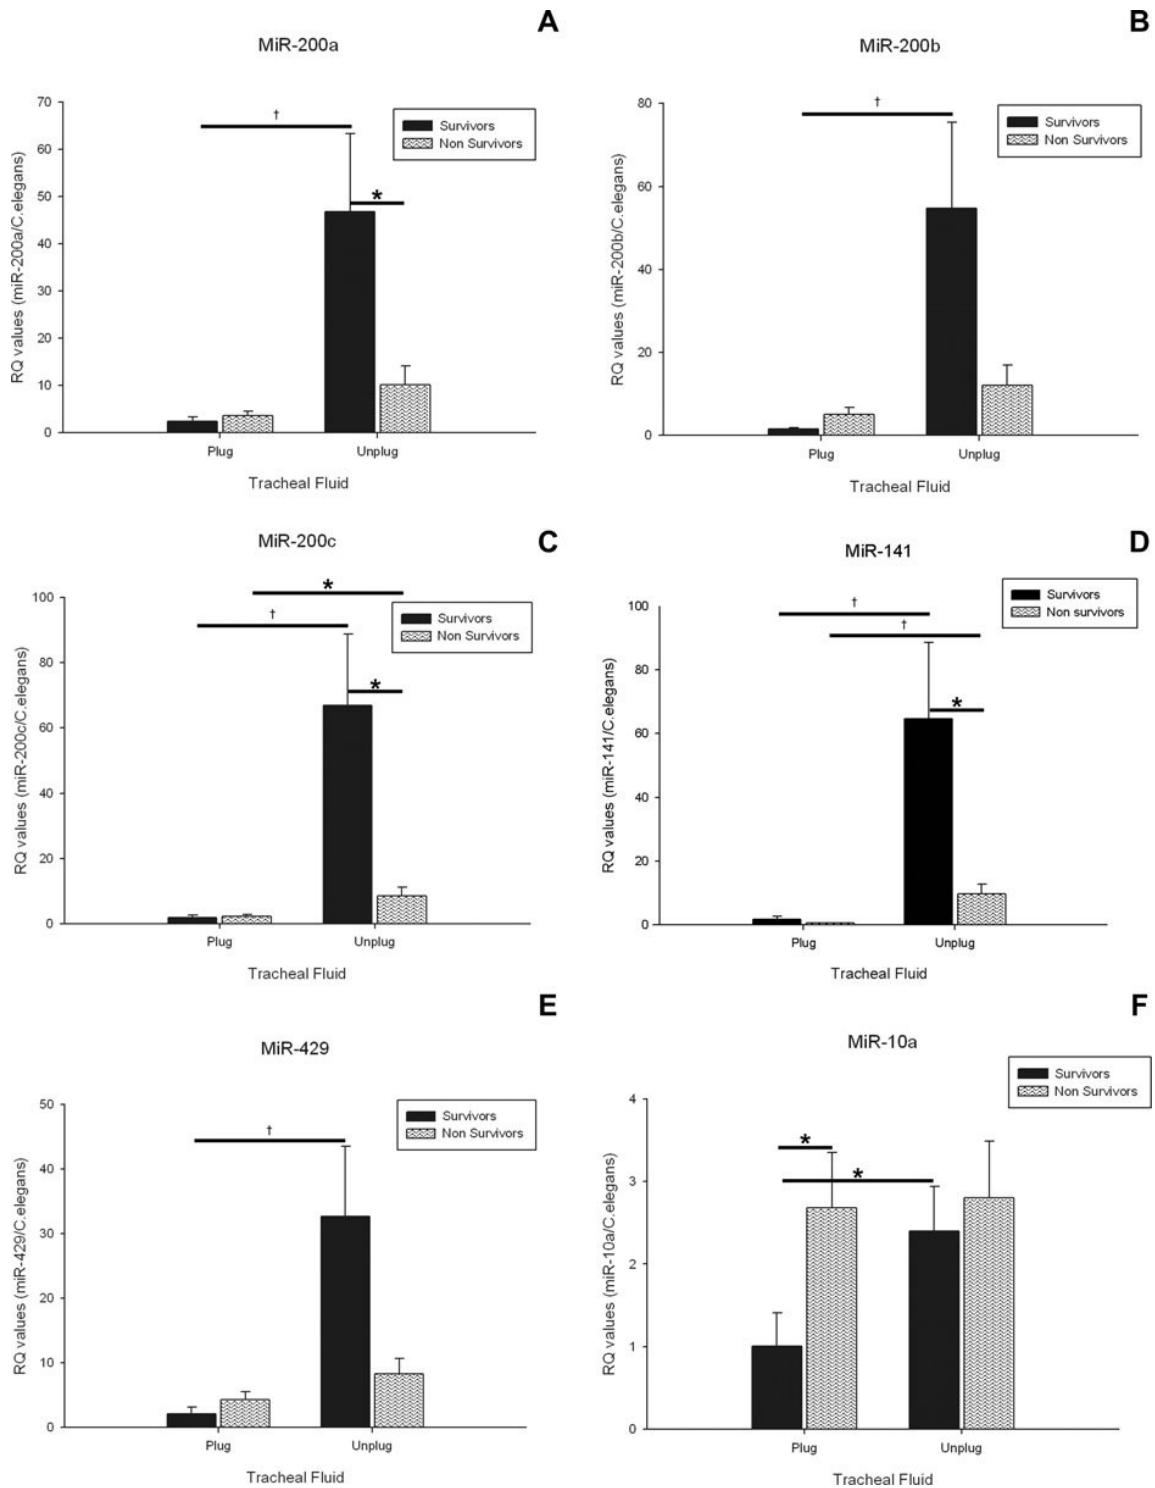 A
MiR-200a
†
*
Survivors
Non Survivors
RQ values (miR-200a/C.elegans)
70
60
50
40
30
20
10
0
Plug
Unplug
Tracheal Fluid
B
MiR-200b
†
Survivors
Non Survivors
RQ values (miR-200b/C.elegans)
80
60
40
20
0
Plug
Unplug
Tracheal Fluid
C
MiR-200c
*
†
*
Survivors
Non Survivors
RQ values (miR-200c/C.elegans)
100
80
60
40
20
0
Plug
Unplug
Tracheal Fluid
D
MiR-141
†
†
*
Survivors
Non survivors
RQ values (miR-141/C.elegans)
100
80
60
40
20
0
Plug
Unplug
Tracheal Fluid
E
MiR-429
†
Survivors
Non Survivors
RQ values (miR-429/C.elegans)
50
40
30
20
10
0
Plug
Unplug
Tracheal Fluid
F
MiR-10a
*
*
Survivors
Non Survivors
RQ values (miR-10a/C.elegans)
4
3
2
1
0
Plug
Unplug
Tracheal Fluid